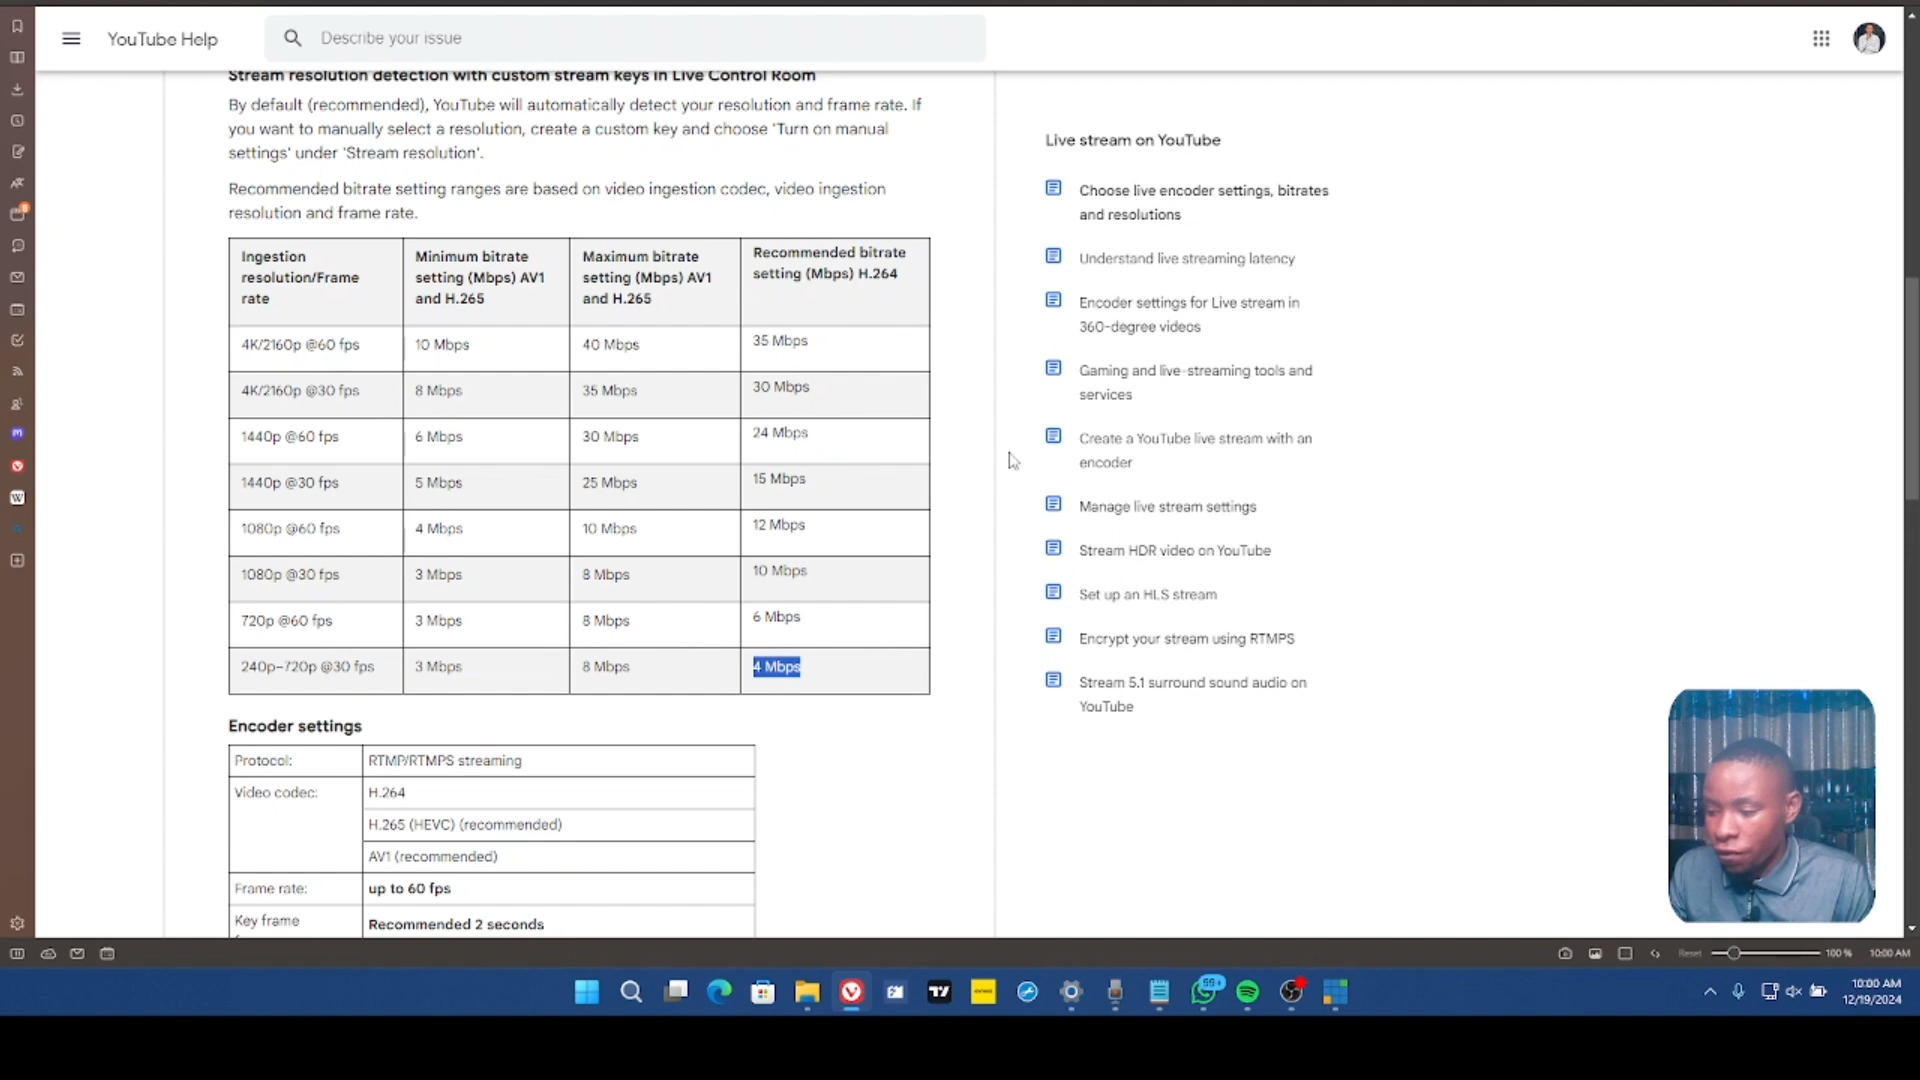 YouTube Help
Describe your issue
Stream resolution detection with custom stream keys in Live Control Room
By default (recommended), YouTube will automatically detect your resolution and frame rate. If
you want to manually select a resolution, create a custom key and choose 'Turn on manual
settings' under 'Stream resolution'.
Recommended bitrate setting ranges are based on video ingestion codec, video ingestion
resolution and frame rate.
Ingestion resolution/Frame rate Minimum bitrate setting (Mbps) AV1 and H.265 Maximum bitrate setting (Mbps) AV1 and H.265 Recommended bitrate setting (Mbps) H.264
4K/2160p @60 fps 10 Mbps 40 Mbps 35 Mbps
4K/2160p @30 fps 8 Mbps 35 Mbps 30 Mbps
1440p @60 fps 6 Mbps 30 Mbps 24 Mbps
1440p @30 fps 5 Mbps 25 Mbps 15 Mbps
1080p @60 fps 4 Mbps 10 Mbps 12 Mbps
1080p @30 fps 3 Mbps 8 Mbps 10 Mbps
720p @60 fps 3 Mbps 8 Mbps 6 Mbps
240p–720p @30 fps 3 Mbps 8 Mbps 4 Mbps
Encoder settings
Protocol: RTMP/RTMPS streaming
Video codec: H.264
H.265 (HEVC) (recommended)
AV1 (recommended)
Frame rate: up to 60 fps
Key frame Recommended 2 seconds
Live stream on YouTube
Choose live encoder settings, bitrates
and resolutions
Understand live streaming latency
Encoder settings for Live stream in
360-degree videos
Gaming and live-streaming tools and
services
Create a YouTube live stream with an
encoder
Manage live stream settings
Stream HDR video on YouTube
Set up an HLS stream
Encrypt your stream using RTMPS
Stream 5.1 surround sound audio on
YouTube
Reset 100 % 10:00 AM
99+
10:00 AM
12/19/2024